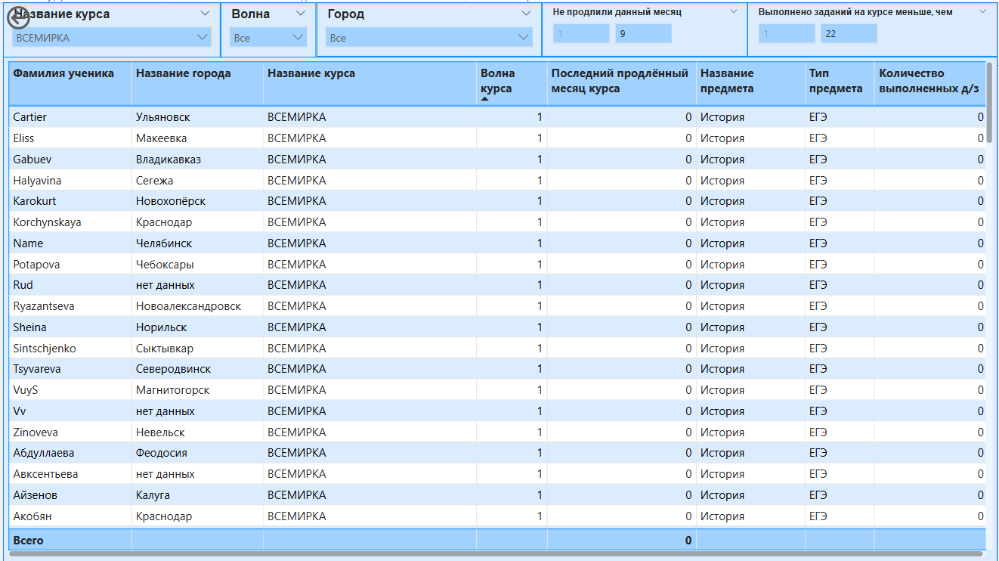 Название курса
Волна
Город
Не продлили данный месяц
Выполнено заданий на курсе меньше, чем
ВСЕМИРКА
Все
Все
1
9
1
22
Фамилия ученика Название города Название курса Волна курса Последний продлённый месяц курса Название предмета Тип предмета Количество выполненных д/з
Cartier Ульяновск ВСЕМИРКА 1 0 История ЕГЭ 0
Eliss Макеевка ВСЕМИРКА 1 0 История ЕГЭ 0
Gabuev Владикавказ ВСЕМИРКА 1 0 История ЕГЭ 0
Halyavina Сегежа ВСЕМИРКА 1 0 История ЕГЭ 0
Karokurt Новохопёрск ВСЕМИРКА 1 0 История ЕГЭ 0
Korchynskaya Краснодар ВСЕМИРКА 1 0 История ЕГЭ 0
Name Челябинск ВСЕМИРКА 1 0 История ЕГЭ 0
Potapova Чебоксары ВСЕМИРКА 1 0 История ЕГЭ 0
Rud нет данных ВСЕМИРКА 1 0 История ЕГЭ 0
Ryazantseva Новоалександровск ВСЕМИРКА 1 0 История ЕГЭ 0
Sheina Норильск ВСЕМИРКА 1 0 История ЕГЭ 0
Sintschjenko Сыктывкар ВСЕМИРКА 1 0 История ЕГЭ 0
Tsyvareva Северодвинск ВСЕМИРКА 1 0 История ЕГЭ 0
VuyS Магнитогорск ВСЕМИРКА 1 0 История ЕГЭ 0
Vv нет данных ВСЕМИРКА 1 0 История ЕГЭ 0
Zinoveva Невельск ВСЕМИРКА 1 0 История ЕГЭ 0
Абдуллаева Феодосия ВСЕМИРКА 1 0 История ЕГЭ 0
Авксентьева нет данных ВСЕМИРКА 1 0 История ЕГЭ 0
Айзенов Калуга ВСЕМИРКА 1 0 История ЕГЭ 0
Акобян Краснодар ВСЕМИРКА 1 0 История ЕГЭ 0
Всего 0